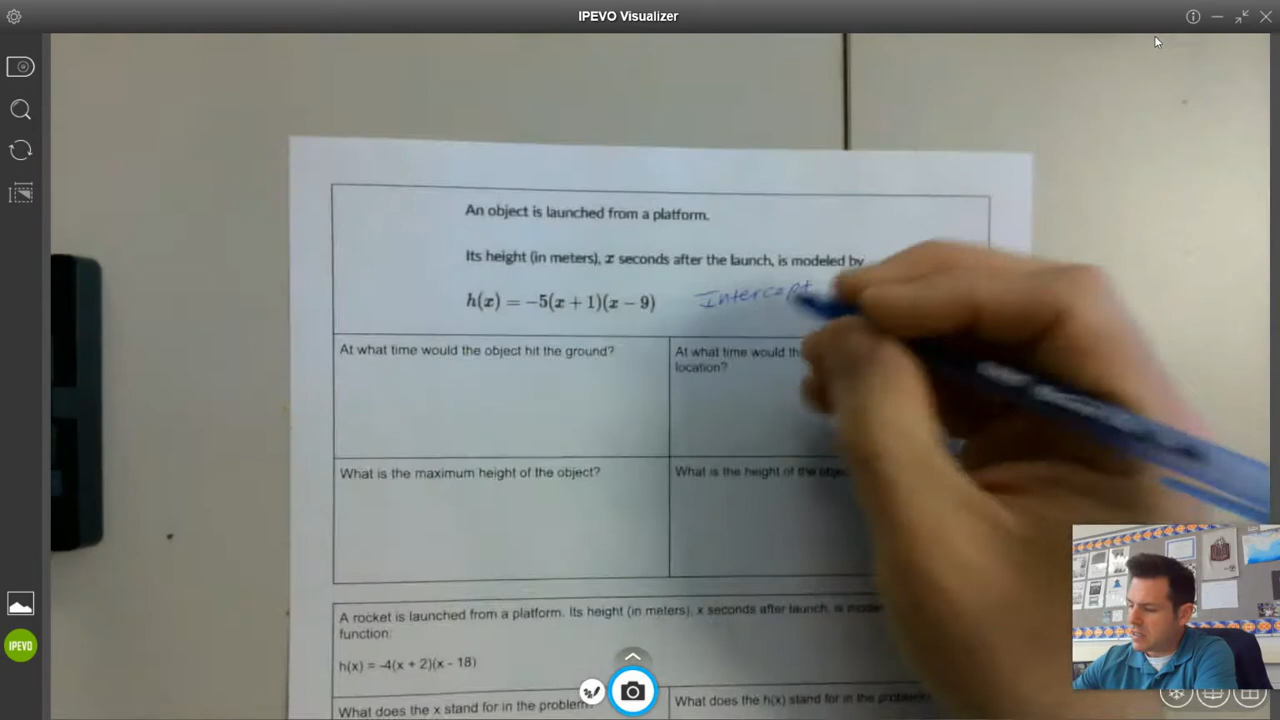 IPEVO Visualizer
An object is launched from a platform.
Its height (in meters), x seconds after the launch, is modeled by
h(x) = −5(x + 1)(x − 9) Intercept
At what time would the object hit the ground?
At what time would th
location?
What is the maximum height of the object?
What is the height of the objec
A rocket is launched from a platform. Its height (in meters), x seconds after launch, is mode
function:
h(x) = -4(x + 2)(x - 18)
What does the x stand for in the problem?
What does the h(x) stand for in the problem
IPEVO